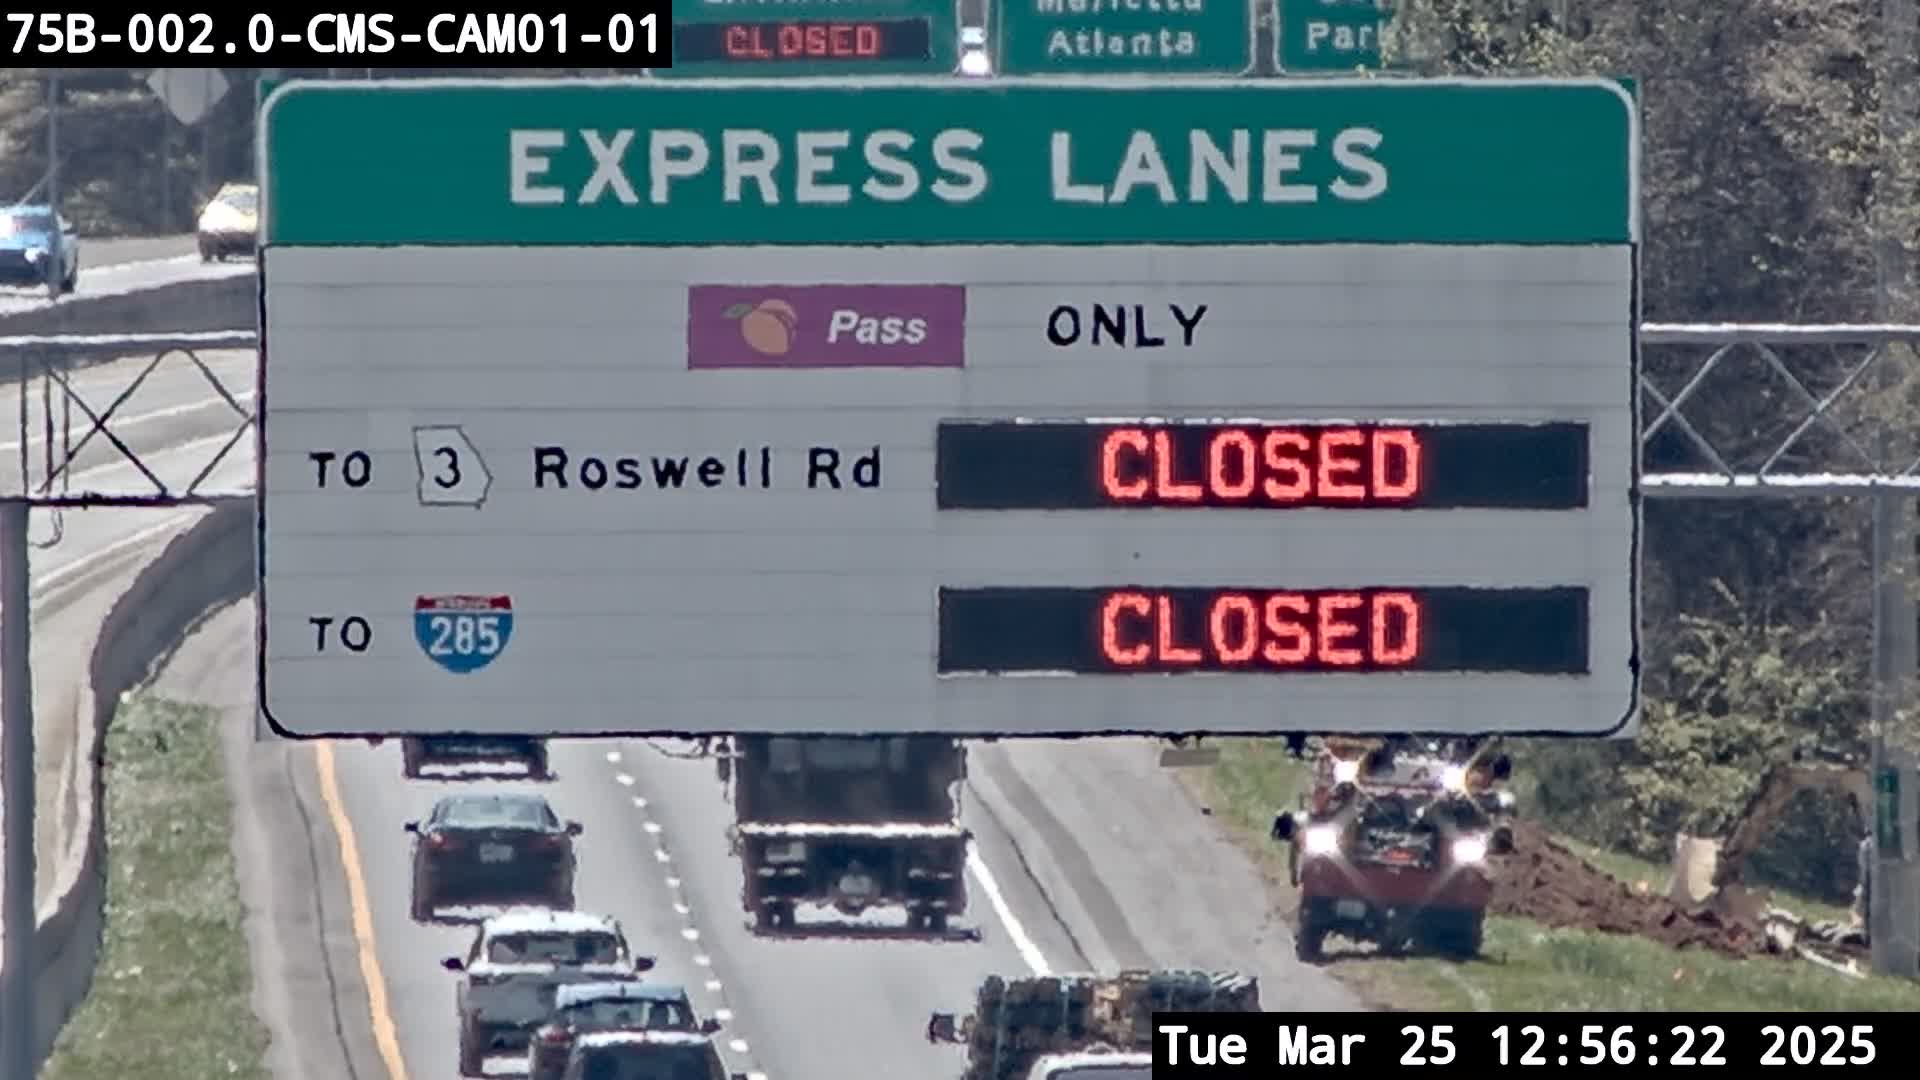 75B-002.0-CMS-CAM01-01
CLOSED
Marietta
Atlanta
Park
EXPRESS LANES
Pass ONLY
TO 3 Roswell Rd CLOSED
TO 285 CLOSED
Tue Mar 25 12:56:22 2025